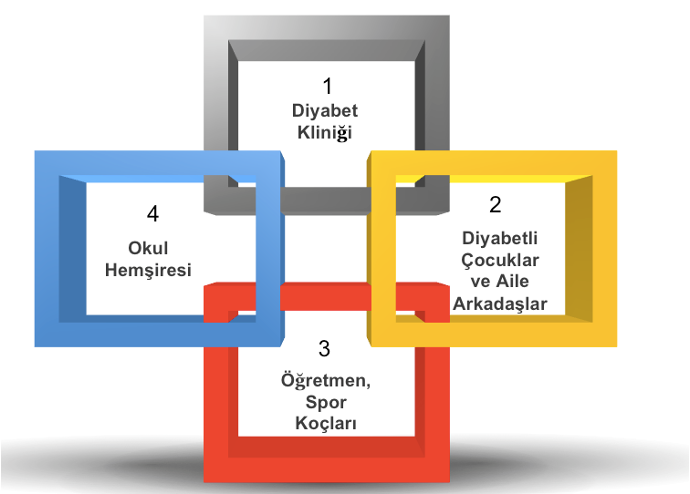 1
Diyabet
Kliniği
2
Diyabetli
Çocuklar
ve Aile
Arkadaşlar
3
Öğretmen,
Spor
Koçları
4
Okul
Hemşiresi